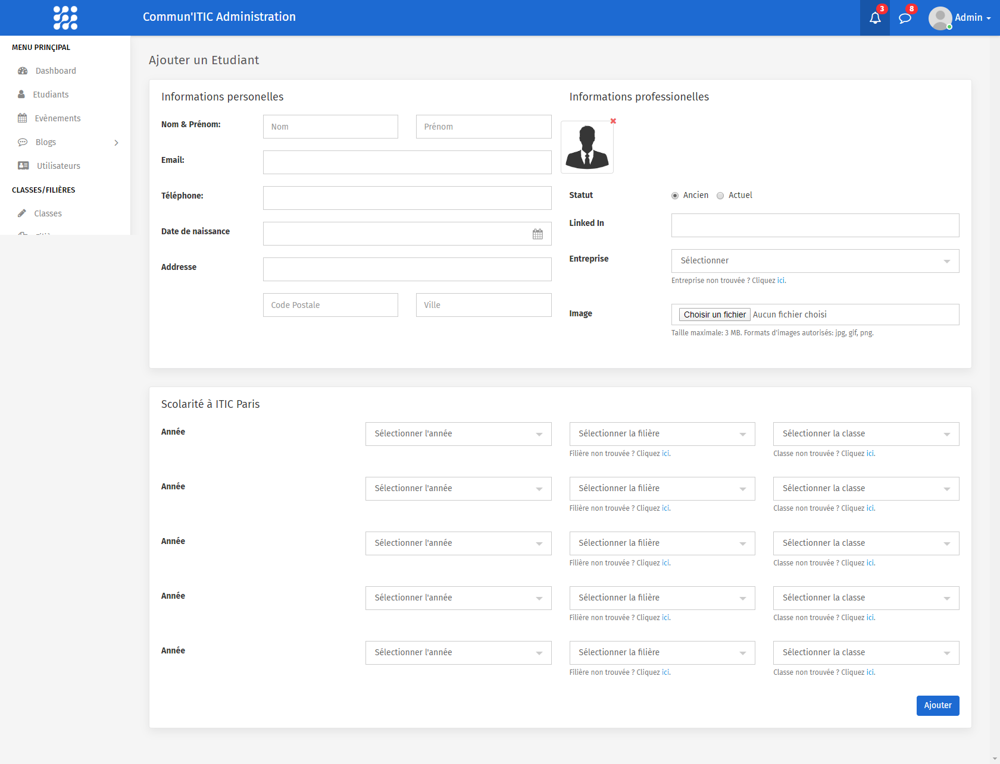 Commun'ITIC Administration
3
8
Admin
MENU PRINÇIPAL
Dashboard
Etudiants
Evènements
Blogs
Utilisateurs
CLASSES/FILIÈRES
Classes
Ajouter un Etudiant
Informations personelles
Nom & Prénom:
Nom
Prénom
Email:
Téléphone:
Date de naissance
Addresse
Code Postale
Ville
Informations professionelles
Statut
Ancien
Actuel
Linked In
Entreprise
Sélectionner
Entreprise non trouvée ? Cliquez ici.
Image
Choisir un fichier Aucun fichier choisi
Taille maximale: 3 MB. Formats d'images autorisés: jpg, gif, png.
Scolarité à ITIC Paris
Année
Sélectionner l'année
Sélectionner la filière
Sélectionner la classe
Filière non trouvée ? Cliquez ici.
Classe non trouvée ? Cliquez ici.
Année
Sélectionner l'année
Sélectionner la filière
Sélectionner la classe
Filière non trouvée ? Cliquez ici.
Classe non trouvée ? Cliquez ici.
Année
Sélectionner l'année
Sélectionner la filière
Sélectionner la classe
Filière non trouvée ? Cliquez ici.
Classe non trouvée ? Cliquez ici.
Année
Sélectionner l'année
Sélectionner la filière
Sélectionner la classe
Filière non trouvée ? Cliquez ici.
Classe non trouvée ? Cliquez ici.
Année
Sélectionner l'année
Sélectionner la filière
Sélectionner la classe
Filière non trouvée ? Cliquez ici.
Classe non trouvée ? Cliquez ici.
Ajouter